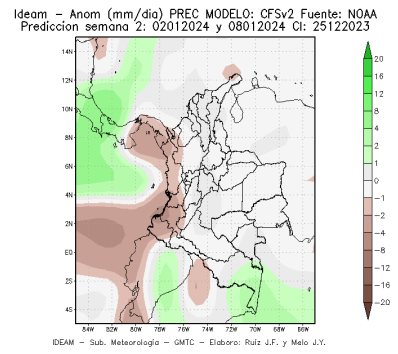 Ideam - Anom (mm/dia) PREC MODELO: CFSv2 Fuente: NOAA
Prediccion semana 2: 02012024 y 08012024 CI: 25122023
14N
12N
10N
8N
6N
4N
2N
EQ
2S
4S
84W 82W 80W 78W 76W 74W 72W 70W 68W 66W
20
16
12
8
4
2
1
0
-1
-2
-4
-8
-12
-16
-20
IDEAM - Sub. Meteorologia - GMTC - Elaboro: Ruiz J.F. y Melo J.Y.